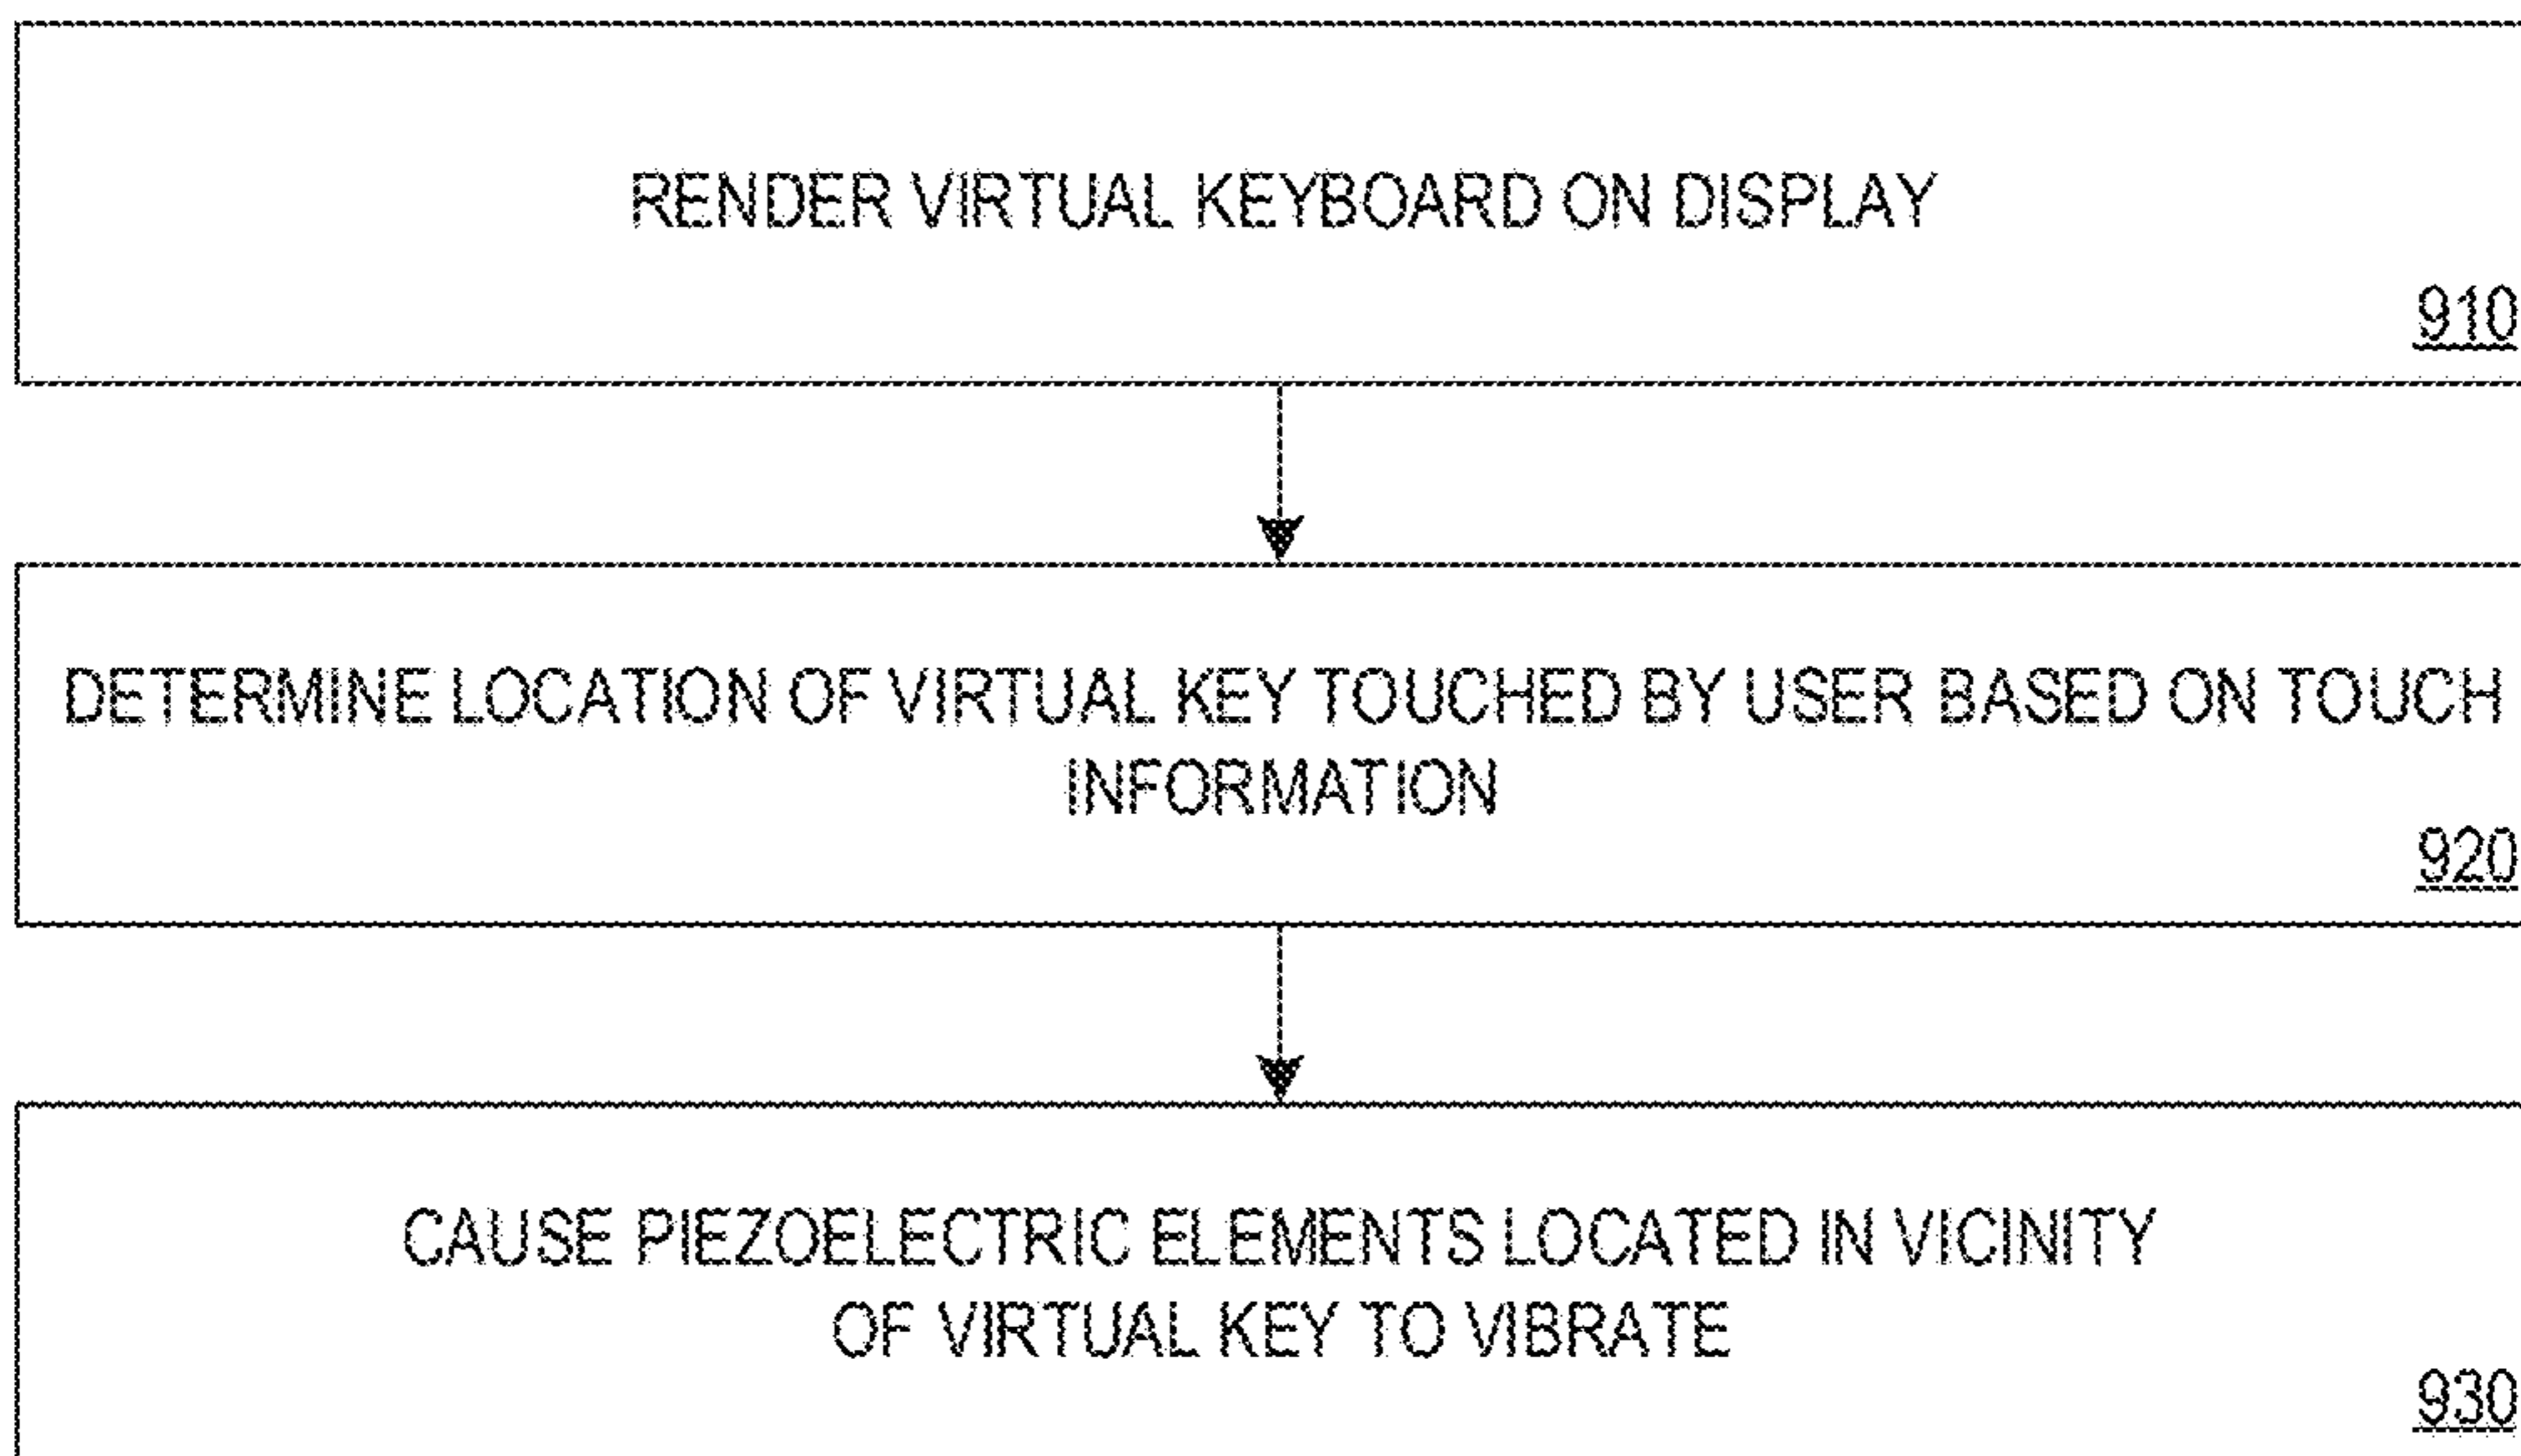 RENDER VIRTUAL KEYBOARD ON DISPLAY
910
DETERMINE LOCATION OF VIRTUAL KEY TOUCHED BY USER BASED ON TOUCH
INFORMATION
920
CAUSE PIEZOELECTRIC ELEMENTS LOCATED IN VICINITY
OF VIRTUAL KEY TO VIBRATE
930